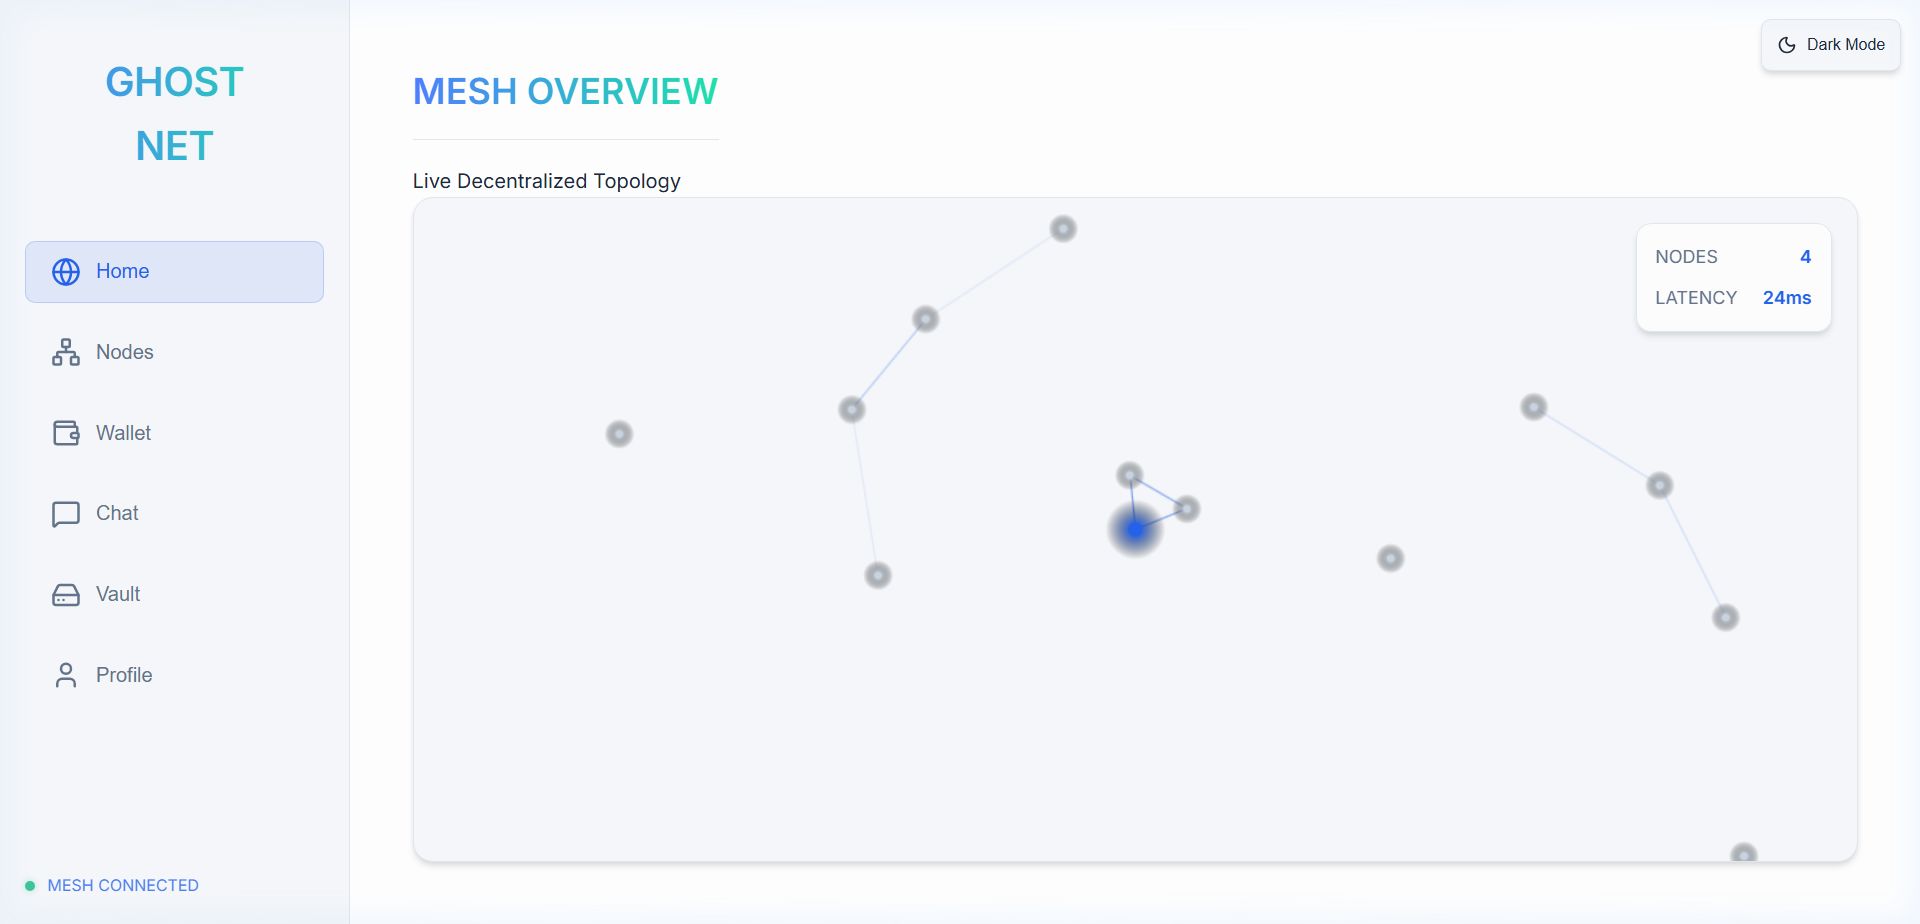 GHOST
NET
Home
Nodes
Wallet
Chat
Vault
Profile
MESH CONNECTED
Dark Mode
MESH OVERVIEW
Live Decentralized Topology
NODES 4
LATENCY 24ms